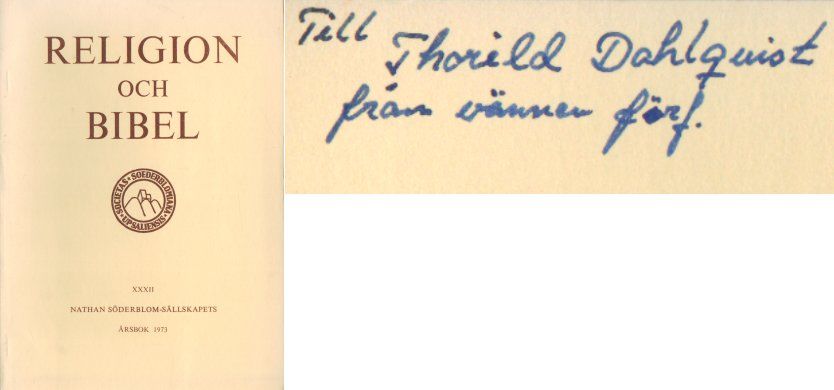 RELIGION
OCH
BIBEL
SOCIETAS · SOEDERBLOMIANA · UPSALIENSIS ·
XXXII
NATHAN SÖDERBLOM-SÄLLSKAPETS
ÅRSBOK 1973
Till
Thorild Dahlquist
från vännen förf.